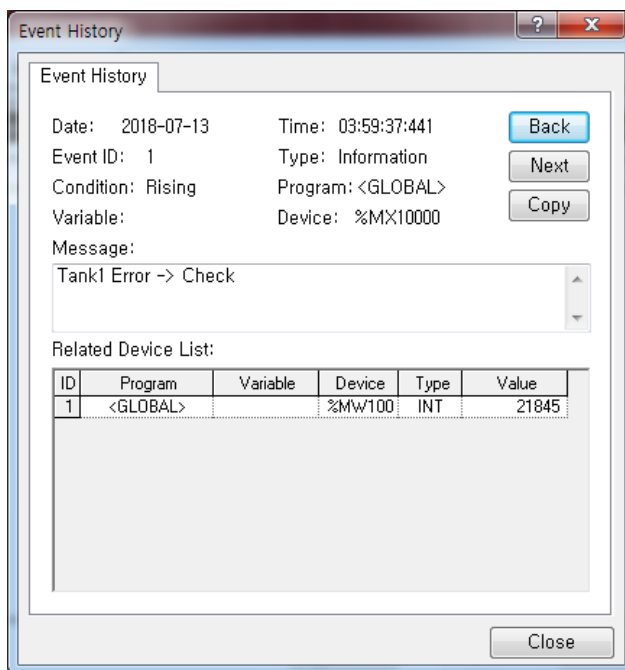 Event History
?
x
Event History
Date: 2018-07-13 Time: 03:59:37:441 Back
Event ID: 1 Type: Information Next
Condition: Rising Program: <GLOBAL> Copy
Variable: Device: %MX10000
Message:
Tank1 Error -> Check
Related Device List:
ID Program Variable Device Type Value
1 <GLOBAL> %MW100 INT 21845
Close